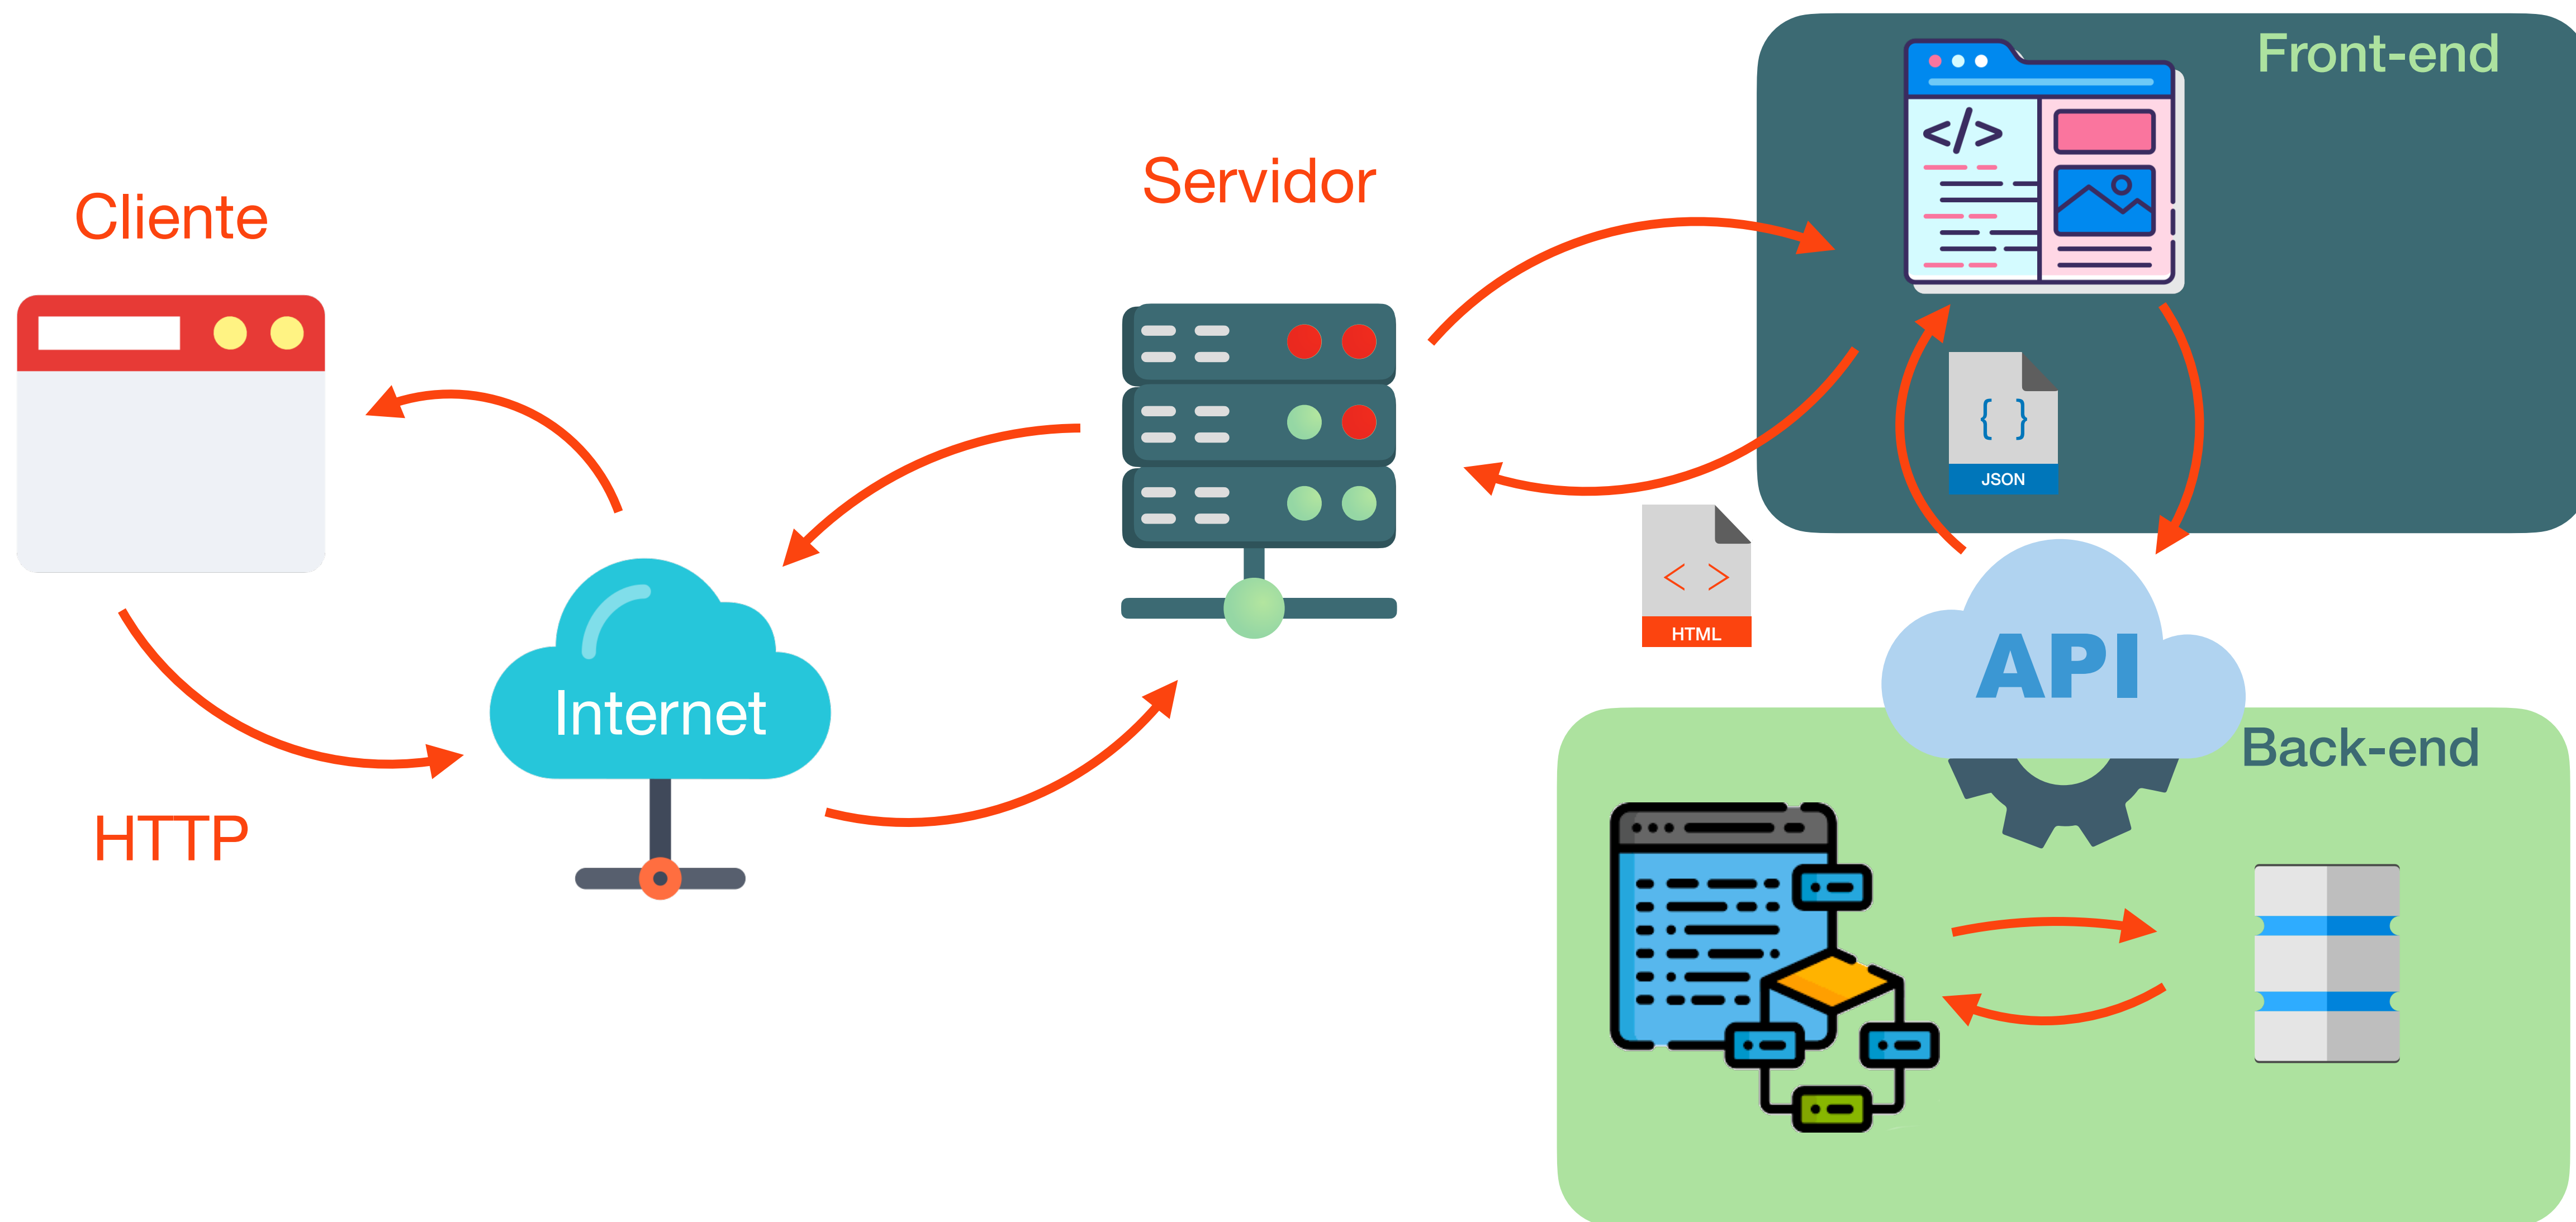 Front-end
Servidor
Cliente
</>
{ }
JSON
< >
HTML
API
Internet
Back-end
HTTP